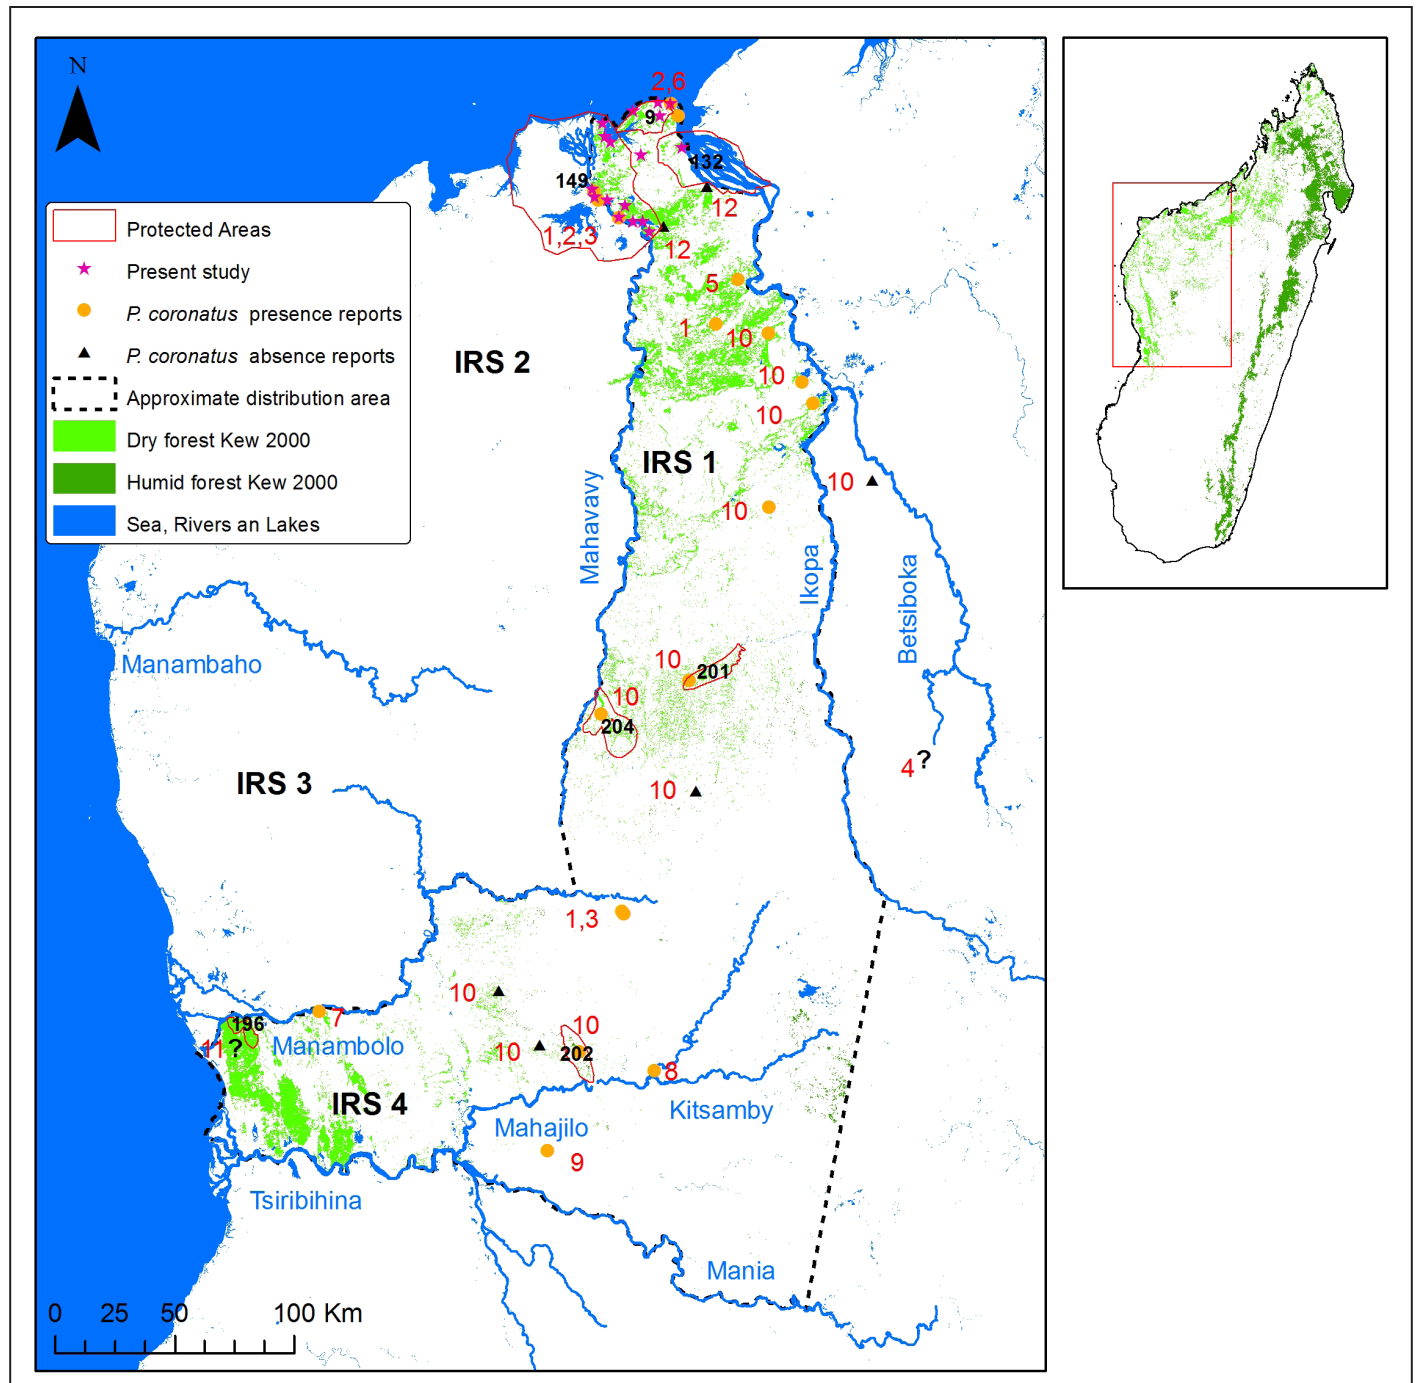 N
2,6
9
132
149
12
1,2,3
12
Protected Areas
Present study
P. coronatus presence reports
P. coronatus absence reports
Approximate distribution area
Dry forest Kew 2000
Humid forest Kew 2000
Sea, Rivers an Lakes
5
1
10
IRS 2
10
10
IRS 1
10
10
Mahavavy
Ikopa
Betsiboka
Manambaho
10
201
10
204
4?
IRS 3
10
1,3
10
7
196
11?
Manambolo
10
10
202
8
IRS 4
Kitsamby
Mahajilo
9
Tsiribihina
Mania
0 25 50 100 Km